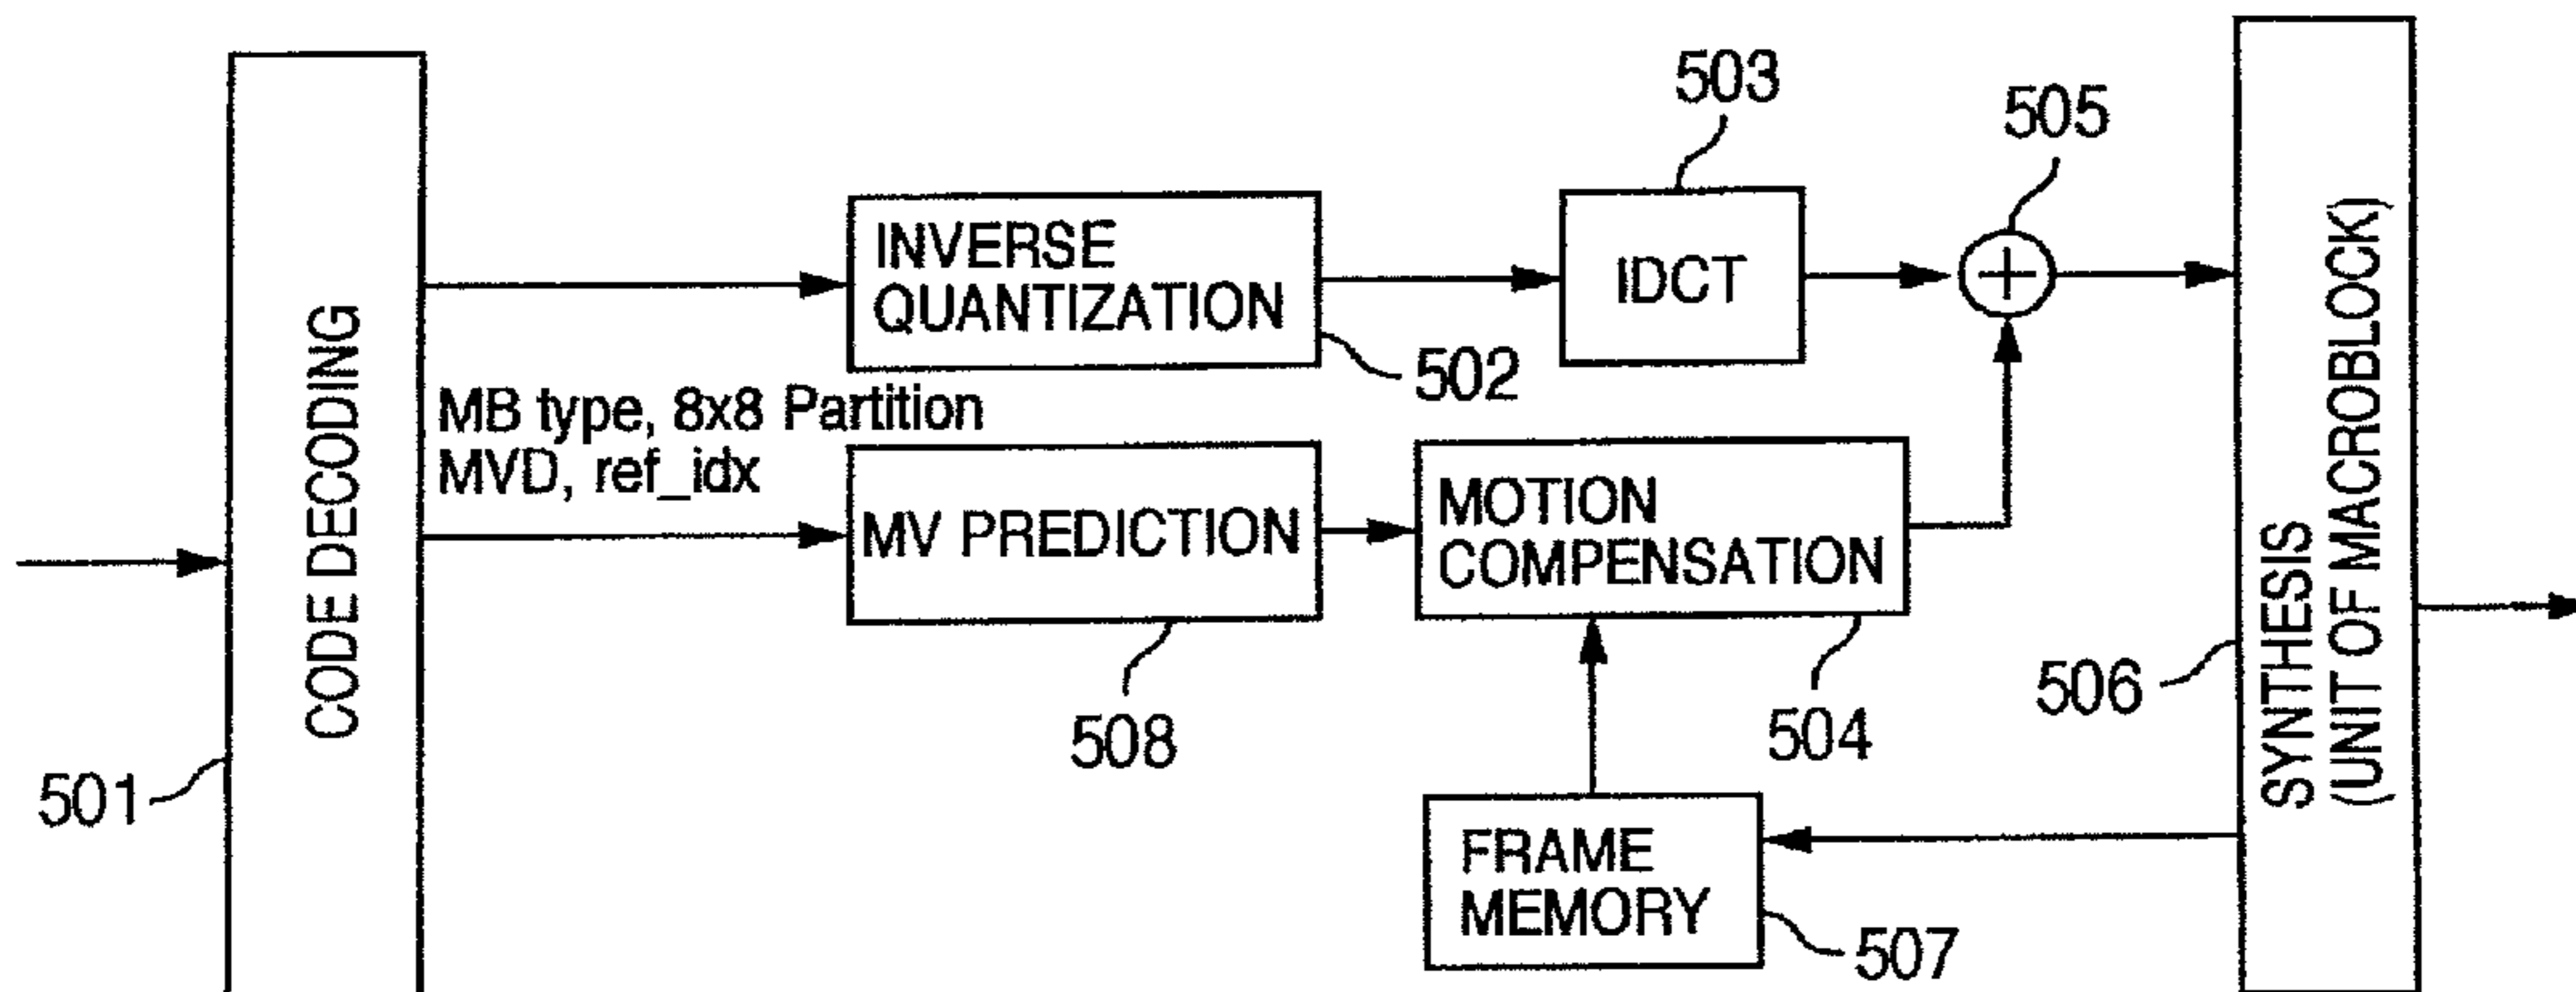 503
505
INVERSE
QUANTIZATION
IDCT
502
CODE DECODING
MB type, 8x8 Partition
MVD, ref_idx
MV PREDICTION
MOTION
COMPENSATION
508
504
501
FRAME
MEMORY
507
506
SYNTHESIS
(UNIT OF MACROBLOCK)